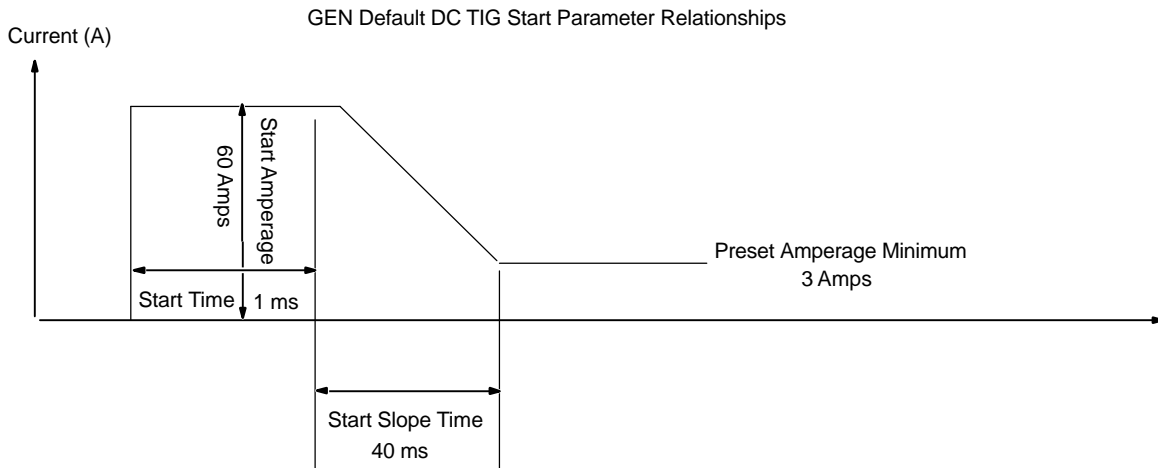 GEN Default DC TIG Start Parameter Relationships
Current (A)
Start Amperage
60 Amps
Preset Amperage Minimum
3 Amps
Start Time
1 ms
Start Slope Time
40 ms